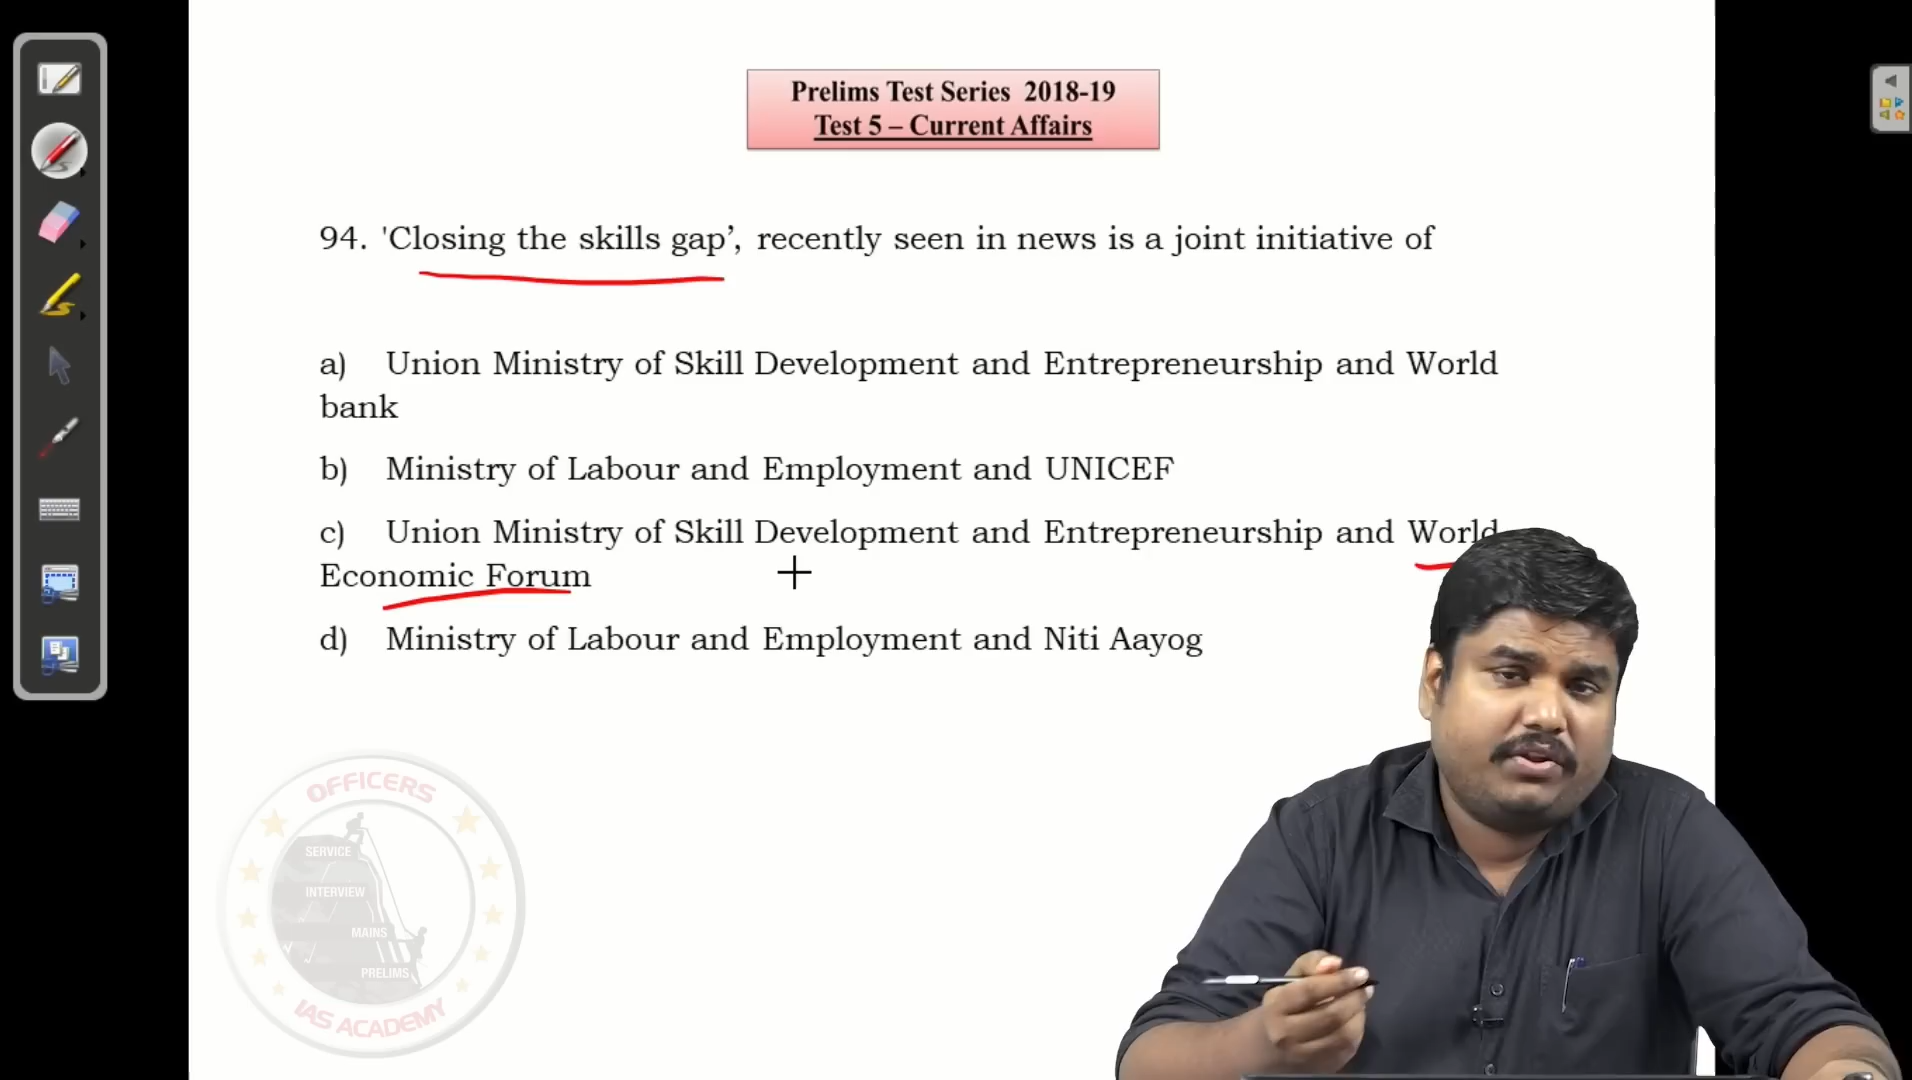 Prelims Test Series 2018-19
Test 5 – Current Affairs
94. 'Closing the skills gap’, recently seen in news is a joint initiative of
a) Union Ministry of Skill Development and Entrepreneurship and World
bank
b) Ministry of Labour and Employment and UNICEF
c) Union Ministry of Skill Development and Entrepreneurship and World
Economic Forum
d) Ministry of Labour and Employment and Niti Aayog
OFFICERS
SERVICE
INTERVIEW
MAINS
PRELIMS
IAS ACADEMY